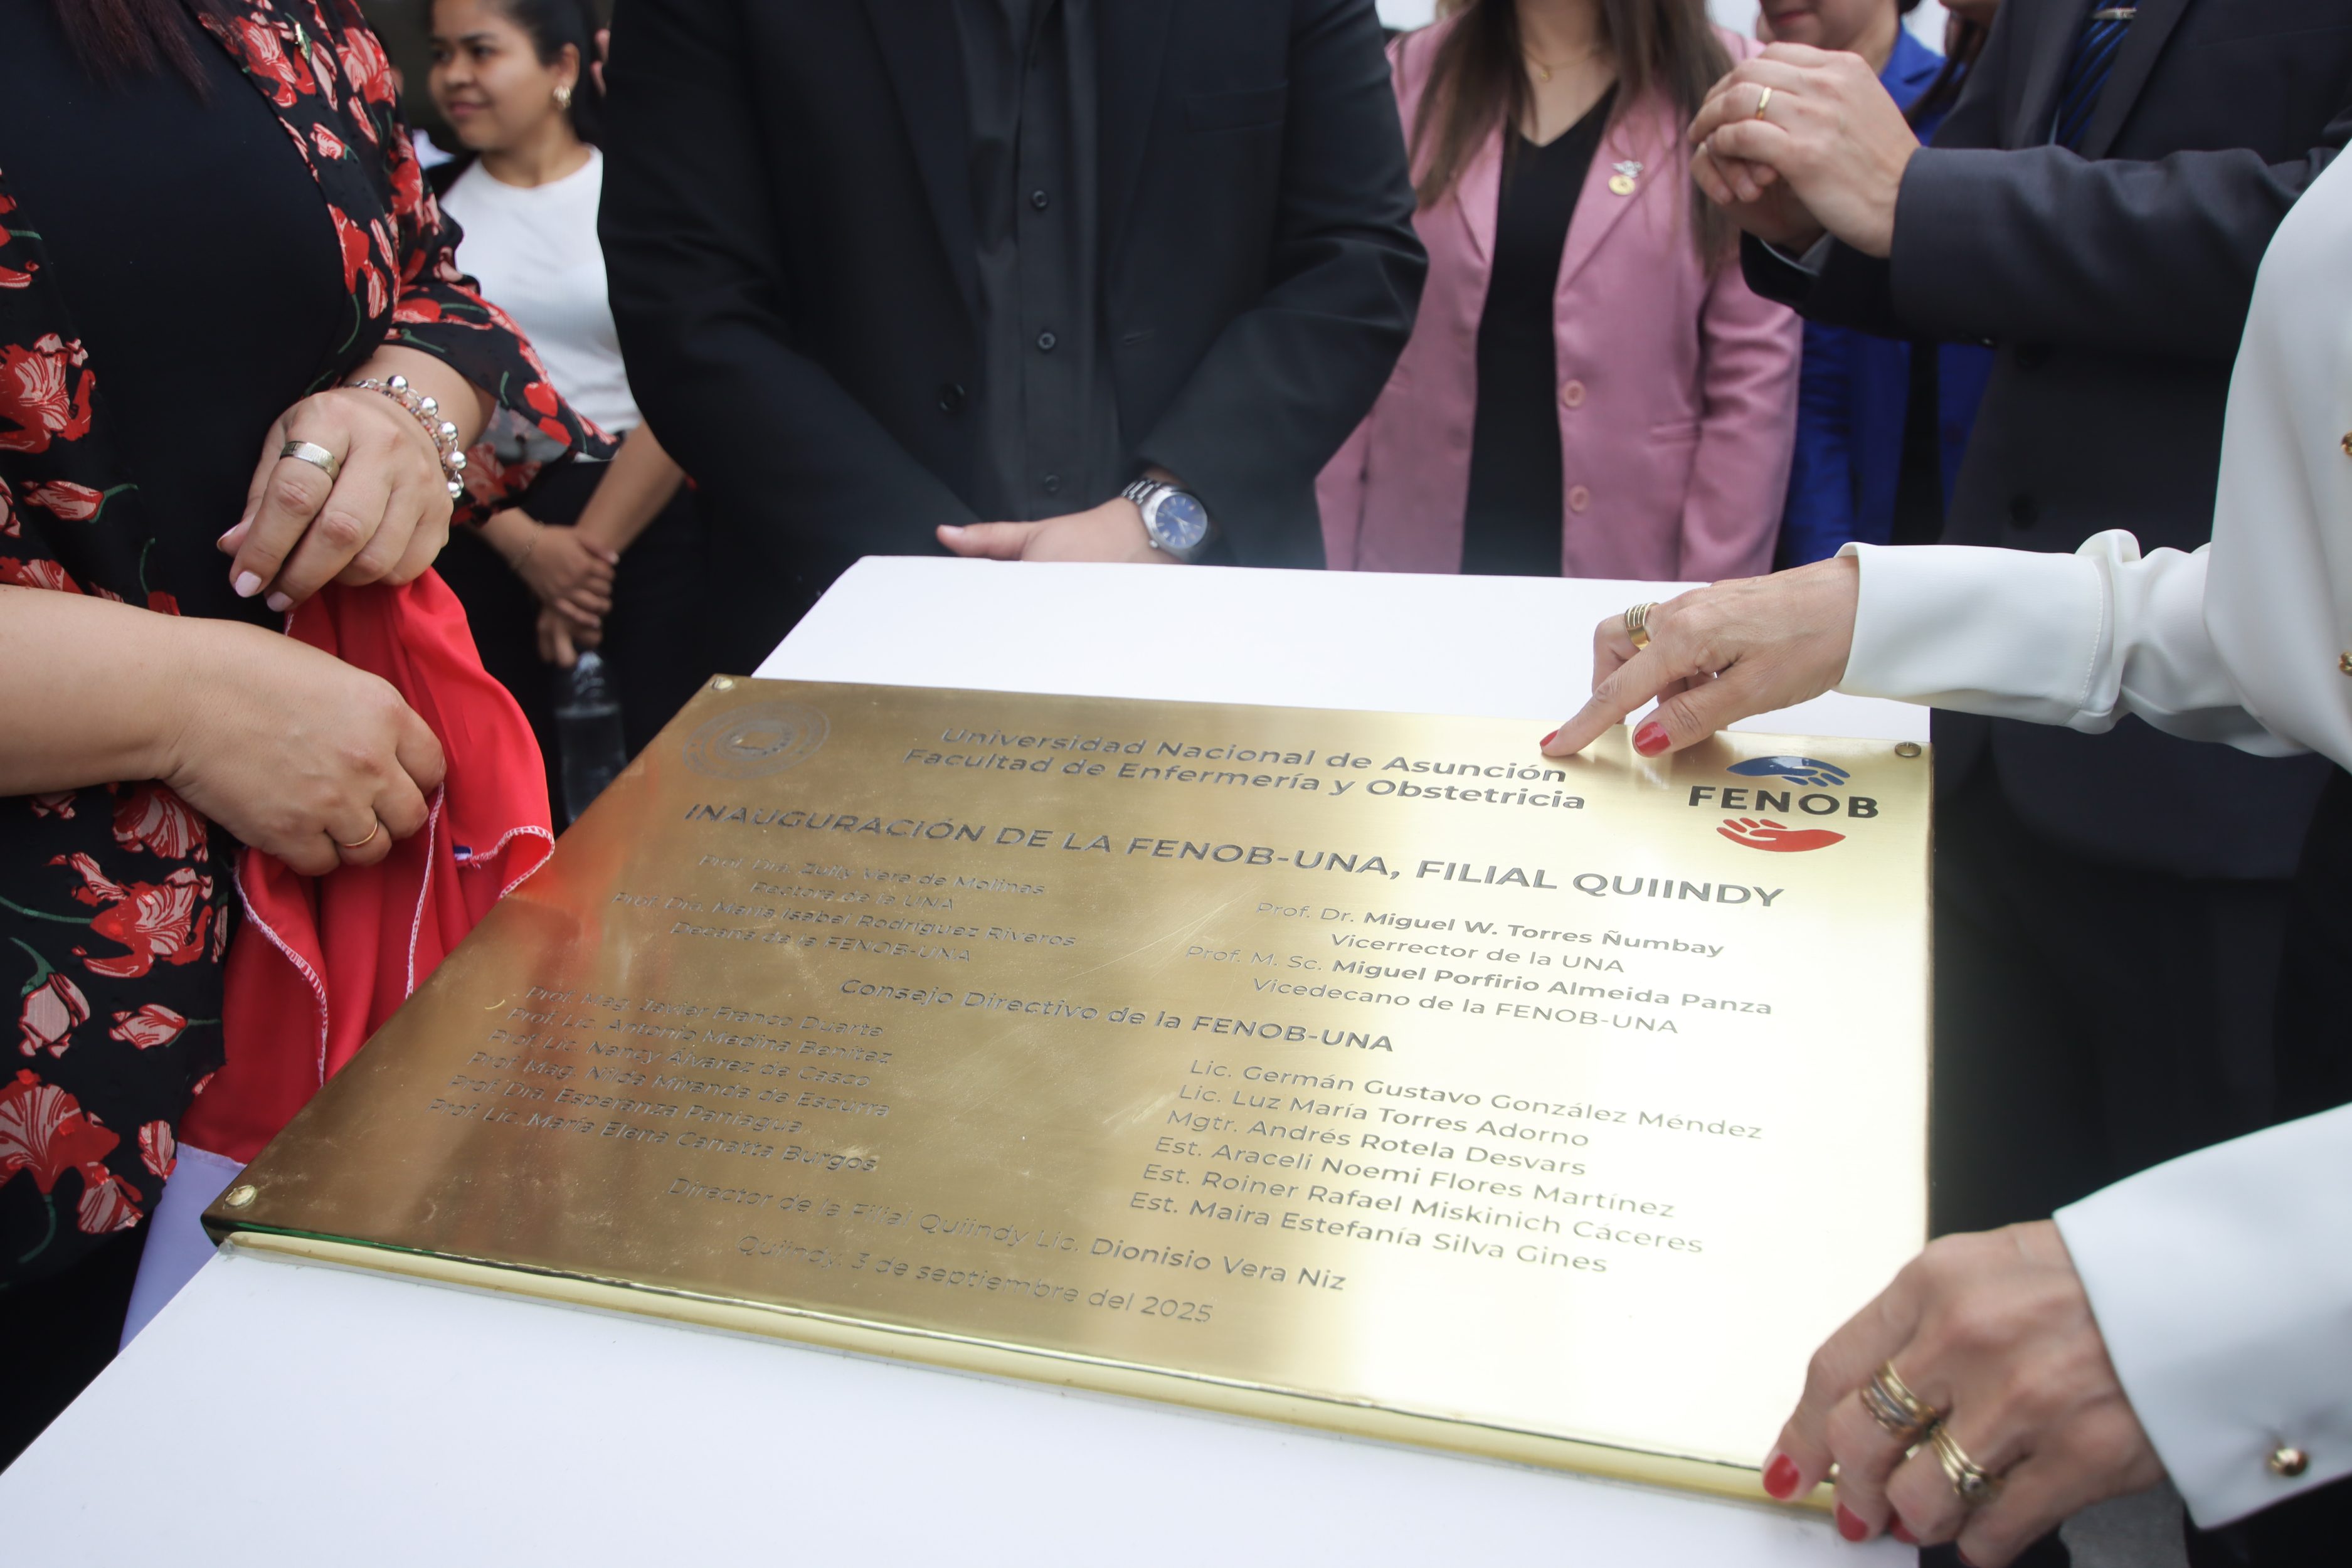 Universidad Nacional de Asunción
Facultad de Enfermería y Obstetricia
FENOB
INAUGURACIÓN DE LA FENOB-UNA, FILIAL QUIINDY
Prof. Dra. Zully Vera de Molinas
Rectora de la UNA
Prof. Dra. María Isabel Rodríguez Riveros
Decana de la FENOB-UNA
Prof. Dr. Miguel W. Torres Ñumbay
Vicerrector de la UNA
Prof. M. Sc. Miguel Porfirio Almeida Panza
Vicedecano de la FENOB-UNA
Consejo Directivo de la FENOB-UNA
Prof. Mag. Javier Franco Duarte
Prof. Lic. Antonio Medina Benítez
Prof. Lic. Nancy Álvarez de Casco
Prof. Mag. Nilda Miranda de Escurra
Prof. Dra. Esperanza Paniagua
Prof. Lic. María Elena Canatta Burgos
Lic. Germán Gustavo González Méndez
Lic. Luz María Torres Adorno
Mgtr. Andrés Rotela Desvars
Est. Araceli Noemi Flores Martínez
Est. Roiner Rafael Miskinich Cáceres
Est. Maira Estefanía Silva Gines
Director de la Filial Quiindy Lic. Dionisio Vera Niz
Quiindy, 3 de septiembre del 2025